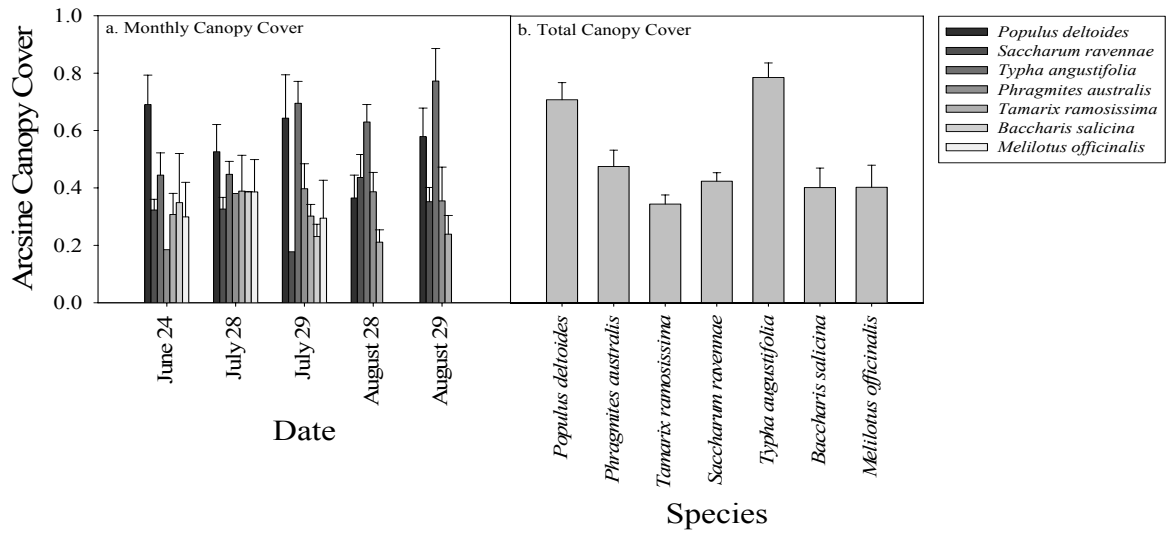 a. Monthly Canopy Cover
b. Total Canopy Cover
Arcsine Canopy Cover
1.0
0.8
0.6
0.4
0.2
0.0
June 24
July 28
July 29
August 28
August 29
Date
Populus deltoides
Phragmites australis
Tamarix ramosissima
Saccharum ravennae
Typha augustifolia
Baccharis salicina
Melilotus officinalis
Species
Populus deltoides
Saccharum ravennae
Typha angustifolia
Phragmites australis
Tamarix ramosissima
Baccharis salicina
Melilotus officinalis